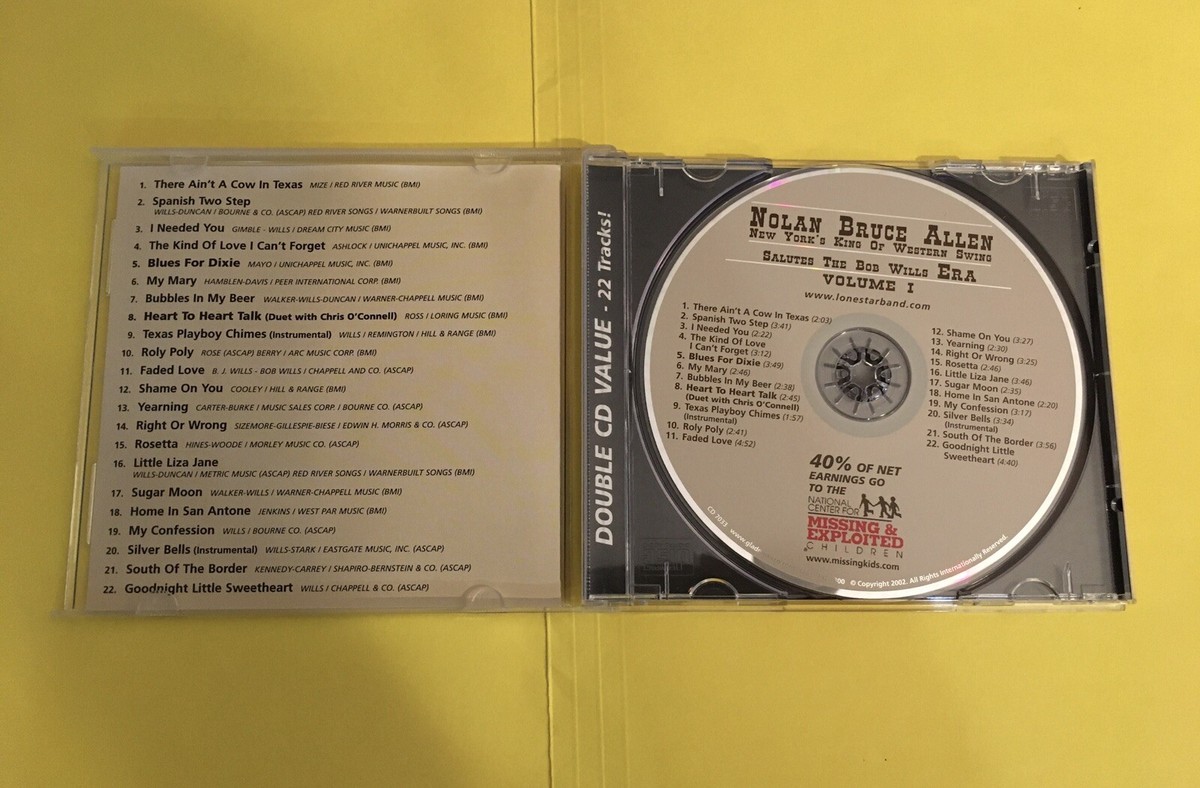 1. There Ain't A Cow In Texas MIZE / RED RIVER MUSIC (BMI)
2. Spanish Two Step
WILLS-DUNCAN / BOURNE & CO. (ASCAP) RED RIVER SONGS / WARNERBUILT SONGS (BMI)
3. I Needed You GIMBLE - WILLS / DREAM CITY MUSIC (BMI)
4. The Kind Of Love I Can't Forget ASHLOCK / UNICHAPPEL MUSIC, INC. (BMI)
5. Blues For Dixie MAYO / UNICHAPPEL MUSIC, INC. (BMI)
6. My Mary HAMBLEN-DAVIS / PEER INTERNATIONAL CORP. (BMI)
7. Bubbles In My Beer WALKER-WILLS-DUNCAN / WARNER-CHAPPELL MUSIC (BMI)
8. Heart To Heart Talk (Duet with Chris O'Connell) ROSS / LORING MUSIC (BMI)
9. Texas Playboy Chimes (Instrumental) WILLS / REMINGTON / HILL & RANGE (BMI)
10. Roly Poly ROSE (ASCAP) BERRY / ARC MUSIC CORP. (BMI)
11. Faded Love B. J. WILLS - BOB WILLS / CHAPPELL AND CO. (ASCAP)
12. Shame On You COOLEY / HILL & RANGE (BMI)
13. Yearning CARTER-BURKE / MUSIC SALES CORP. / BOURNE CO. (ASCAP)
14. Right Or Wrong SIZEMORE-GILLESPIE-BIESE / EDWIN H. MORRIS & CO. (ASCAP)
15. Rosetta HINES-WOODE / MORLEY MUSIC CO. (ASCAP)
16. Little Liza Jane
WILLS-DUNCAN / METRIC MUSIC (ASCAP) RED RIVER SONGS / WARNERBUILT SONGS (BMI)
17. Sugar Moon WALKER-WILLS / WARNER-CHAPPELL MUSIC (BMI)
18. Home In San Antone JENKINS / WEST PAR MUSIC (BMI)
19. My Confession WILLS / BOURNE CO. (ASCAP)
20. Silver Bells (Instrumental) WILLS-STARK / EASTGATE MUSIC, INC. (ASCAP)
21. South Of The Border KENNEDY-CARREY / SHAPIRO-BERNSTEIN & CO. (ASCAP)
22. Goodnight Little Sweetheart WILLS / CHAPPELL & CO. (ASCAP)
DOUBLE CD VALUE - 22 Tracks!
NOLAN BRUCE ALLEN
NEW YORK'S KING OF WESTERN SWING
SALUTES THE BOB WILLS ERA
VOLUME I
www.lonestarband.com
1. There Ain't A Cow In Texas (2:03)
2. Spanish Two Step (3:41)
3. I Needed You (2:22)
4. The Kind Of Love
I Can't Forget (3:12)
5. Blues For Dixie (3:49)
6. My Mary (2:46)
7. Bubbles In My Beer (2:38)
8. Heart To Heart Talk (2:45)
(Duet with Chris O'Connell)
9. Texas Playboy Chimes (1:57)
(Instrumental)
10. Roly Poly (2:41)
11. Faded Love (4:52)
12. Shame On You (3:27)
13. Yearning (2:30)
14. Right Or Wrong (3:25)
15. Rosetta (2:46)
16. Little Liza Jane (3:46)
17. Sugar Moon (2:35)
18. Home In San Antone (2:20)
19. My Confession (3:17)
20. Silver Bells (3:34)
(Instrumental)
21. South Of The Border (3:56)
22. Goodnight Little
Sweetheart (4:40)
40% OF NET
EARNINGS GO
TO THE
NATIONAL
CENTER FOR
MISSING &
EXPLOITED
CHILDREN
www.missingkids.com
CD 7033
© Copyright 2002. All Rights Internationally Reserved.